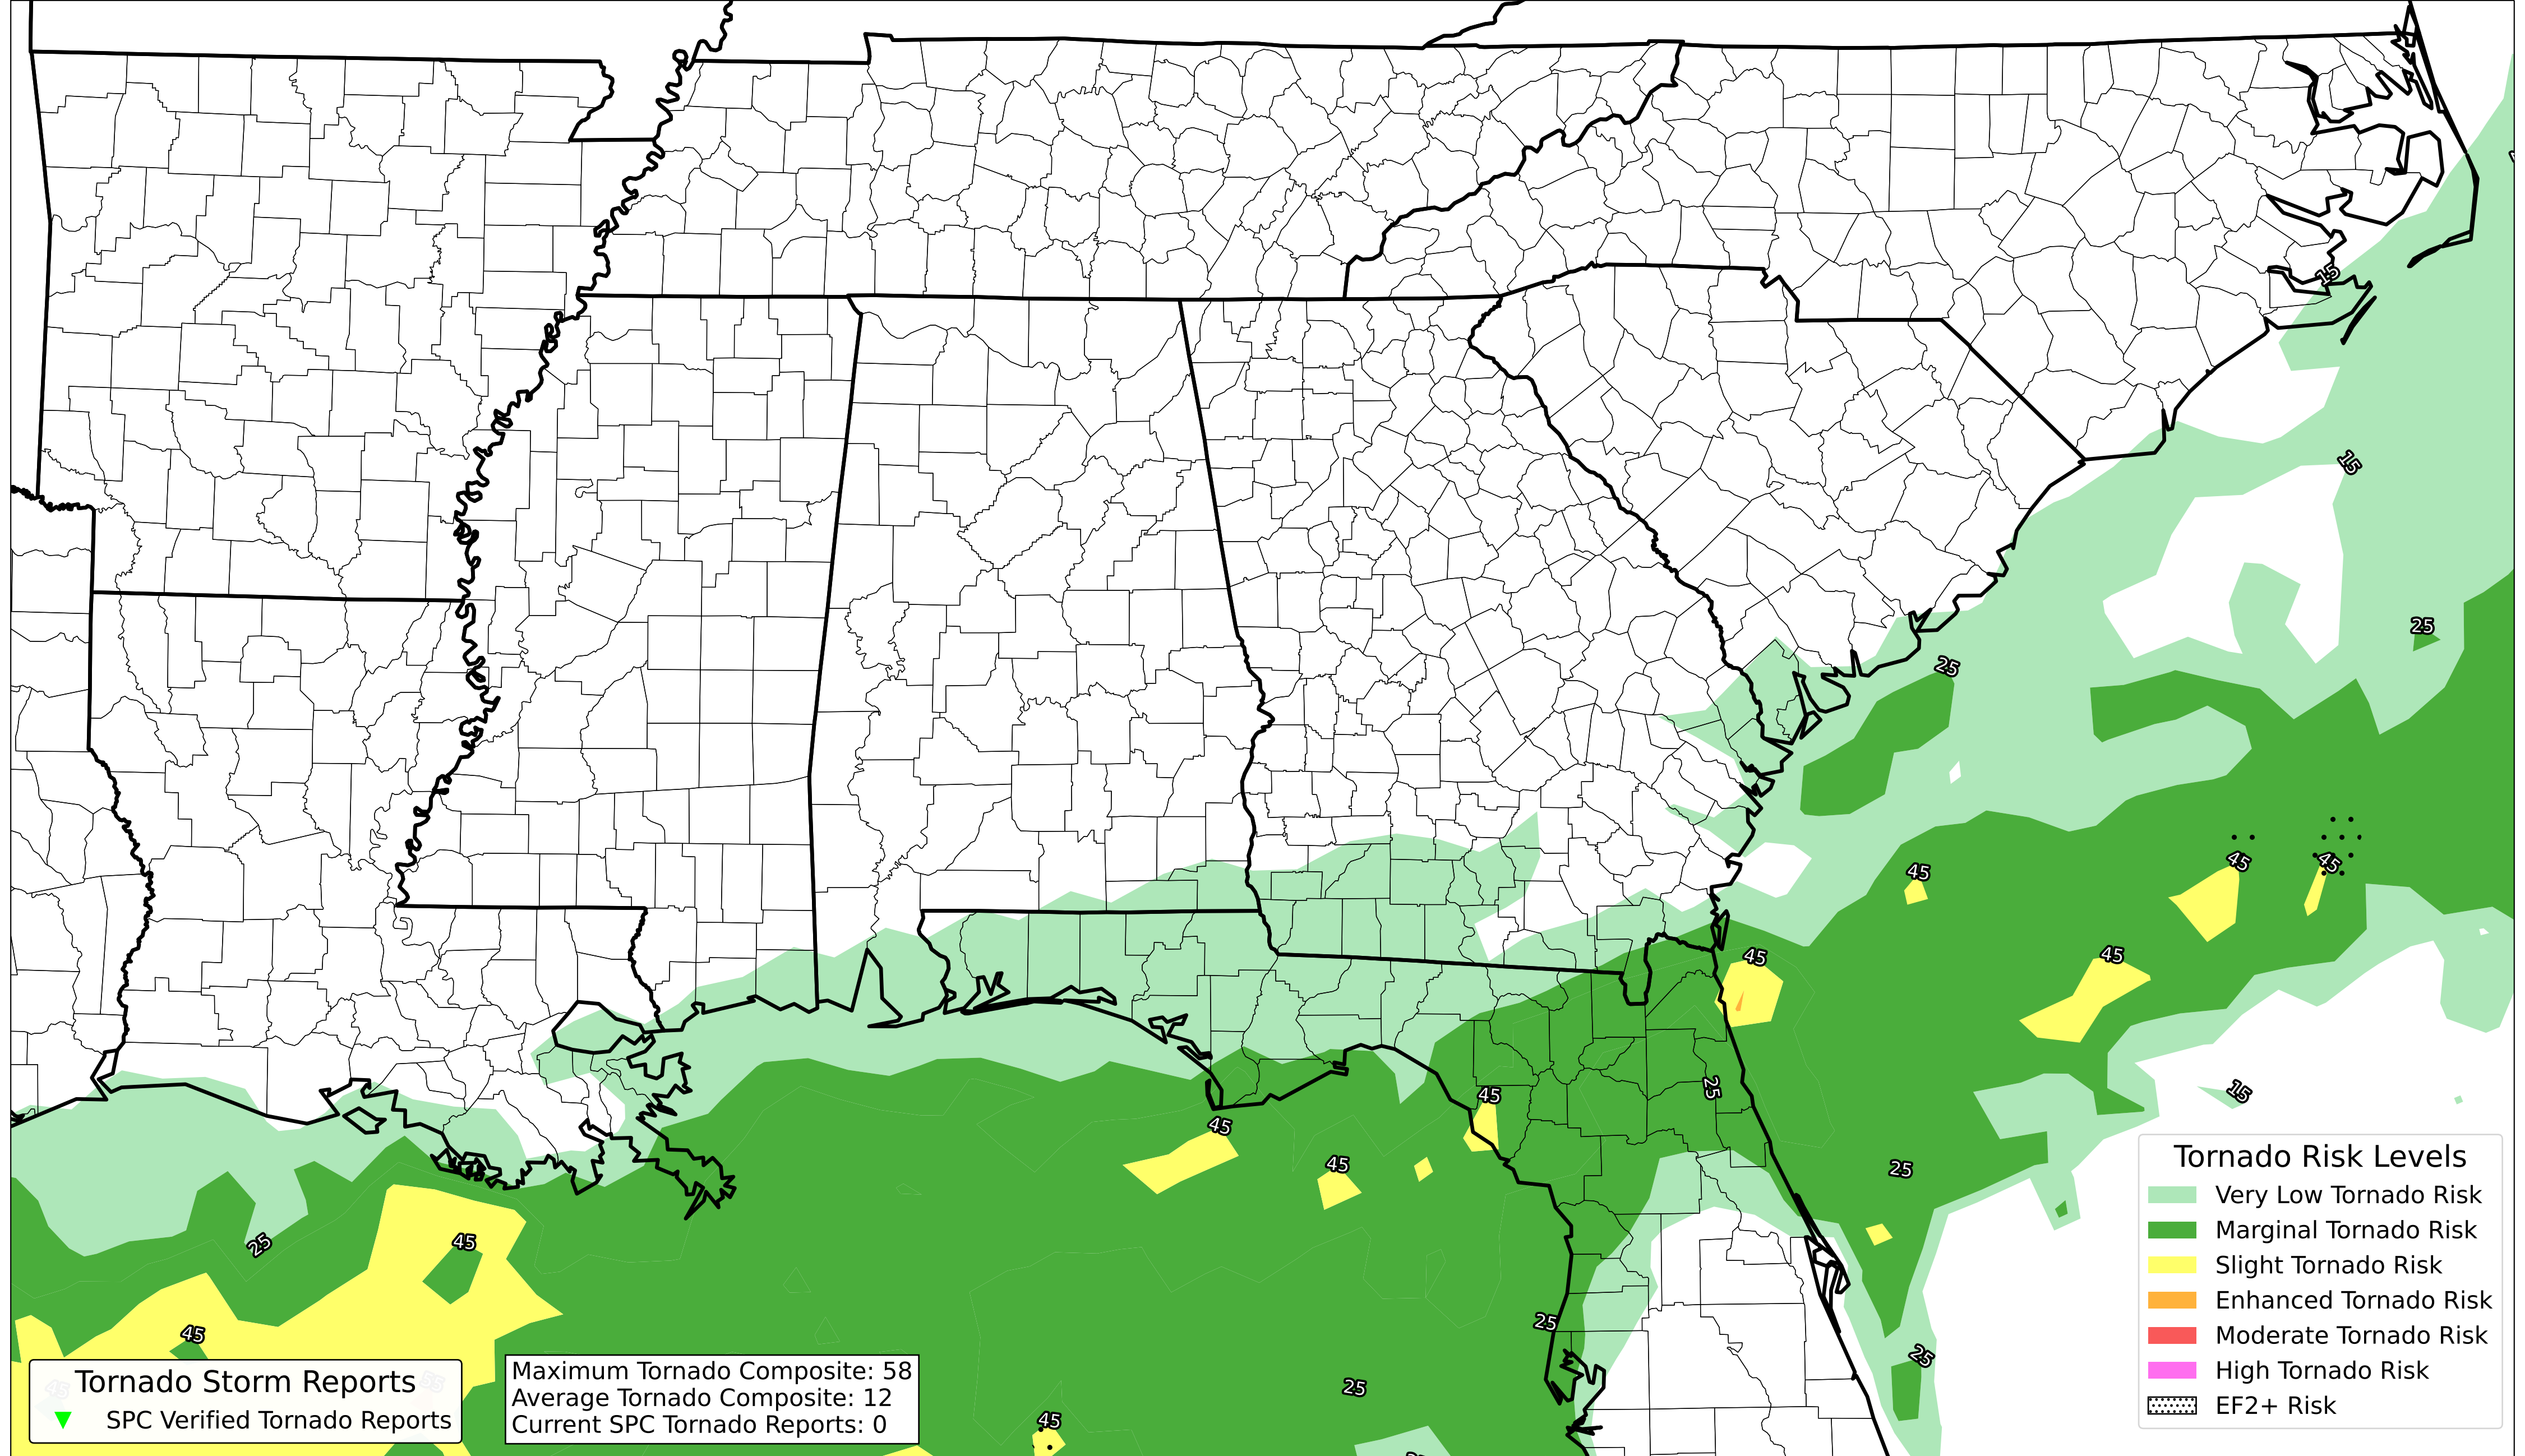 15
15
25
25
45
45
45
45
45
45
25
45
15
45
25
25
45
45
25
25
25
45
Tornado Risk Levels
Very Low Tornado Risk
Marginal Tornado Risk
Slight Tornado Risk
Enhanced Tornado Risk
Moderate Tornado Risk
High Tornado Risk
EF2+ Risk
Tornado Storm Reports
SPC Verified Tornado Reports
Maximum Tornado Composite: 58
Average Tornado Composite: 12
Current SPC Tornado Reports: 0